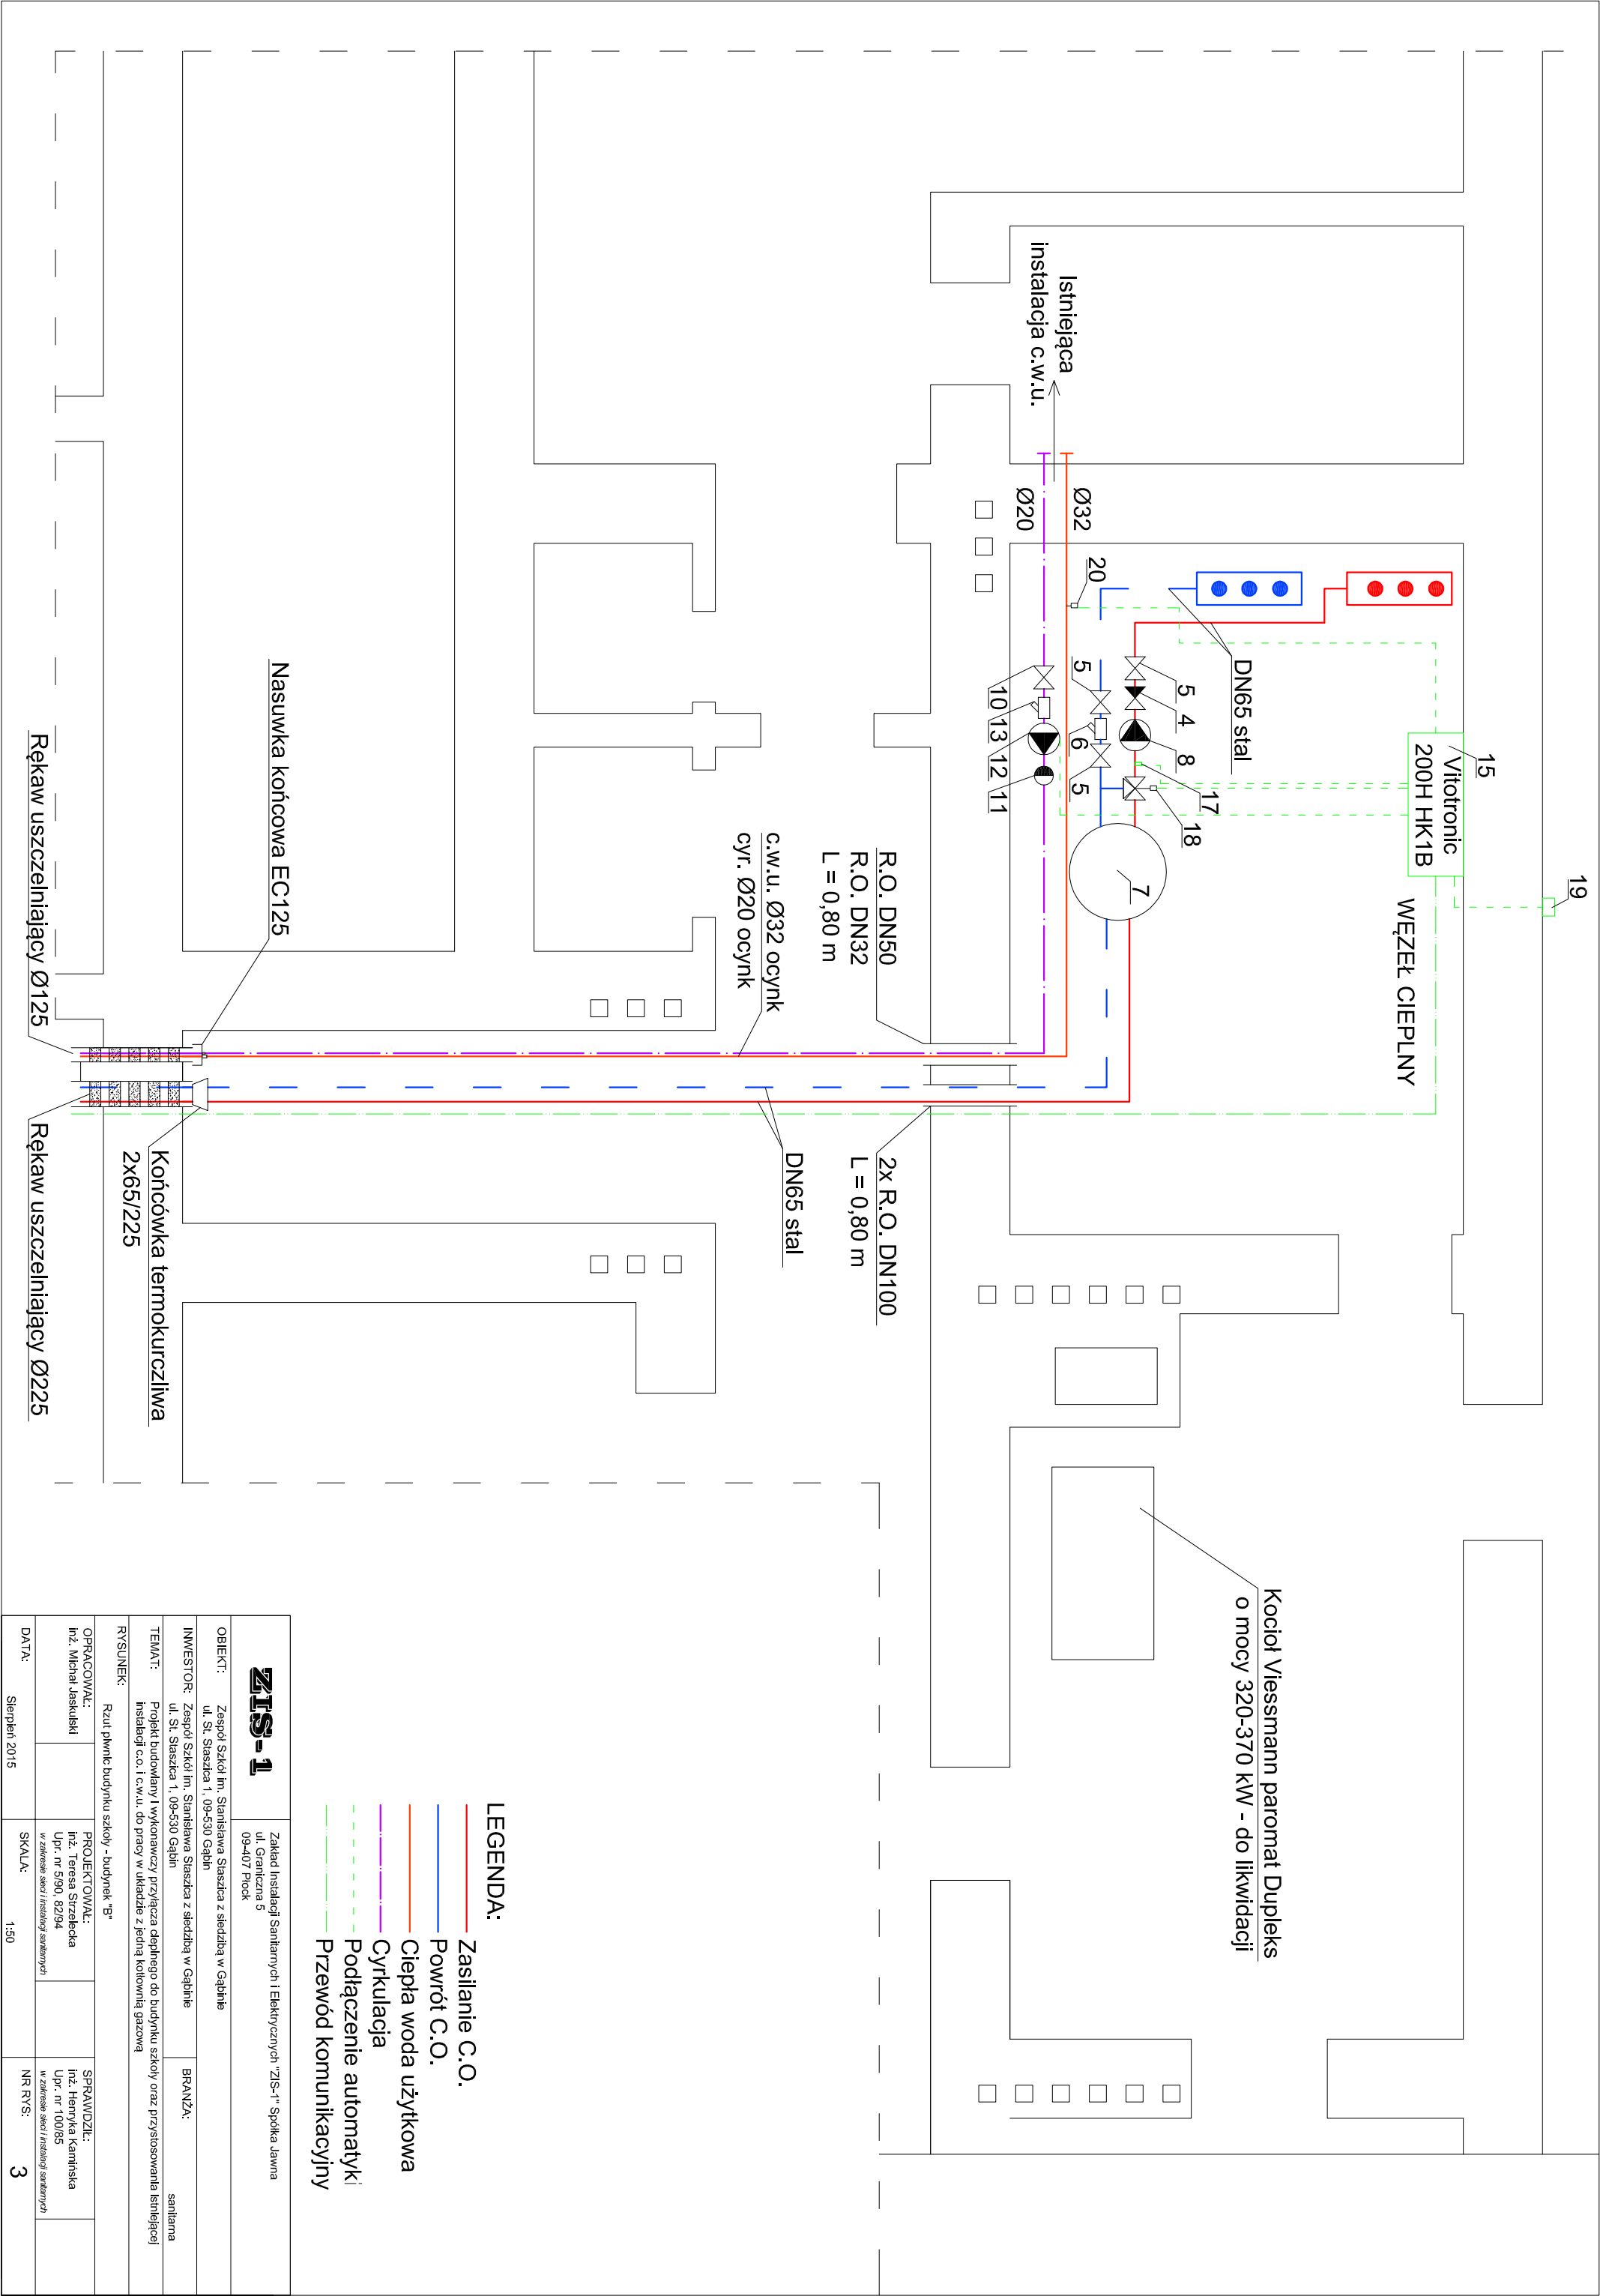 19
15
Vitotronic
200H HK1B
WĘZEŁ CIEPLNY
Istniejąca
instalacja c.w.u.
Ø32
Ø20
20
DN65 stal
5
4
8
17
18
5
6
5
7
10
13
12
11
Kocioł Viessmann paromat Dupleks
o mocy 320-370 kW - do likwidacji
R.O. DN50
R.O. DN32
L = 0,80 m
2x R.O. DN100
L = 0,80 m
c.w.u. Ø32 ocynk
cyr. Ø20 ocynk
DN65 stal
Nasuwka końcowa EC125
Końcówka termokurczliwa
2x65/225
Rękaw uszczelniający Ø125
Rękaw uszczelniający Ø225
LEGENDA:
Zasilanie C.O.
Powrót C.O.
Ciepła woda użytkowa
Cyrkulacja
Podłączenie automatyki
Przewód komunikacyjny
ZIS-1
Zakład Instalacji Sanitarnych i Elektrycznych "ZIS-1" Spółka Jawna
ul. Graniczna 5
09-407 Płock
OBIEKT:
Zespół Szkół im. Stanisława Staszica z siedzibą w Gąbinie
ul. St. Staszica 1, 09-530 Gąbin
INWESTOR:
Zespół Szkół im. Stanisława Staszica z siedzibą w Gąbinie
ul. St. Staszica 1, 09-530 Gąbin
BRANŻA:
sanitarna
TEMAT:
Projekt budowlany i wykonawczy przyłącza cieplnego do budynku szkoły oraz przystosowania istniejącej
instalacji c.o. i c.w.u. do pracy w układzie z jedną kotłownią gazową
RYSUNEK:
Rzut piwnic budynku szkoły - budynek "B"
OPRACOWAŁ:
inż. Michał Jaskulski
PROJEKTOWAŁ:
inż. Teresa Strzelecka
Upr. nr 5/90, 82/94
w zakresie sieci i instalacji sanitarnych
SPRAWDZIŁ:
inż. Henryka Kamińska
Upr. nr 100/85
w zakresie sieci i instalacji sanitarnych
DATA:
Sierpień 2015
SKALA:
1:50
NR RYS:
3